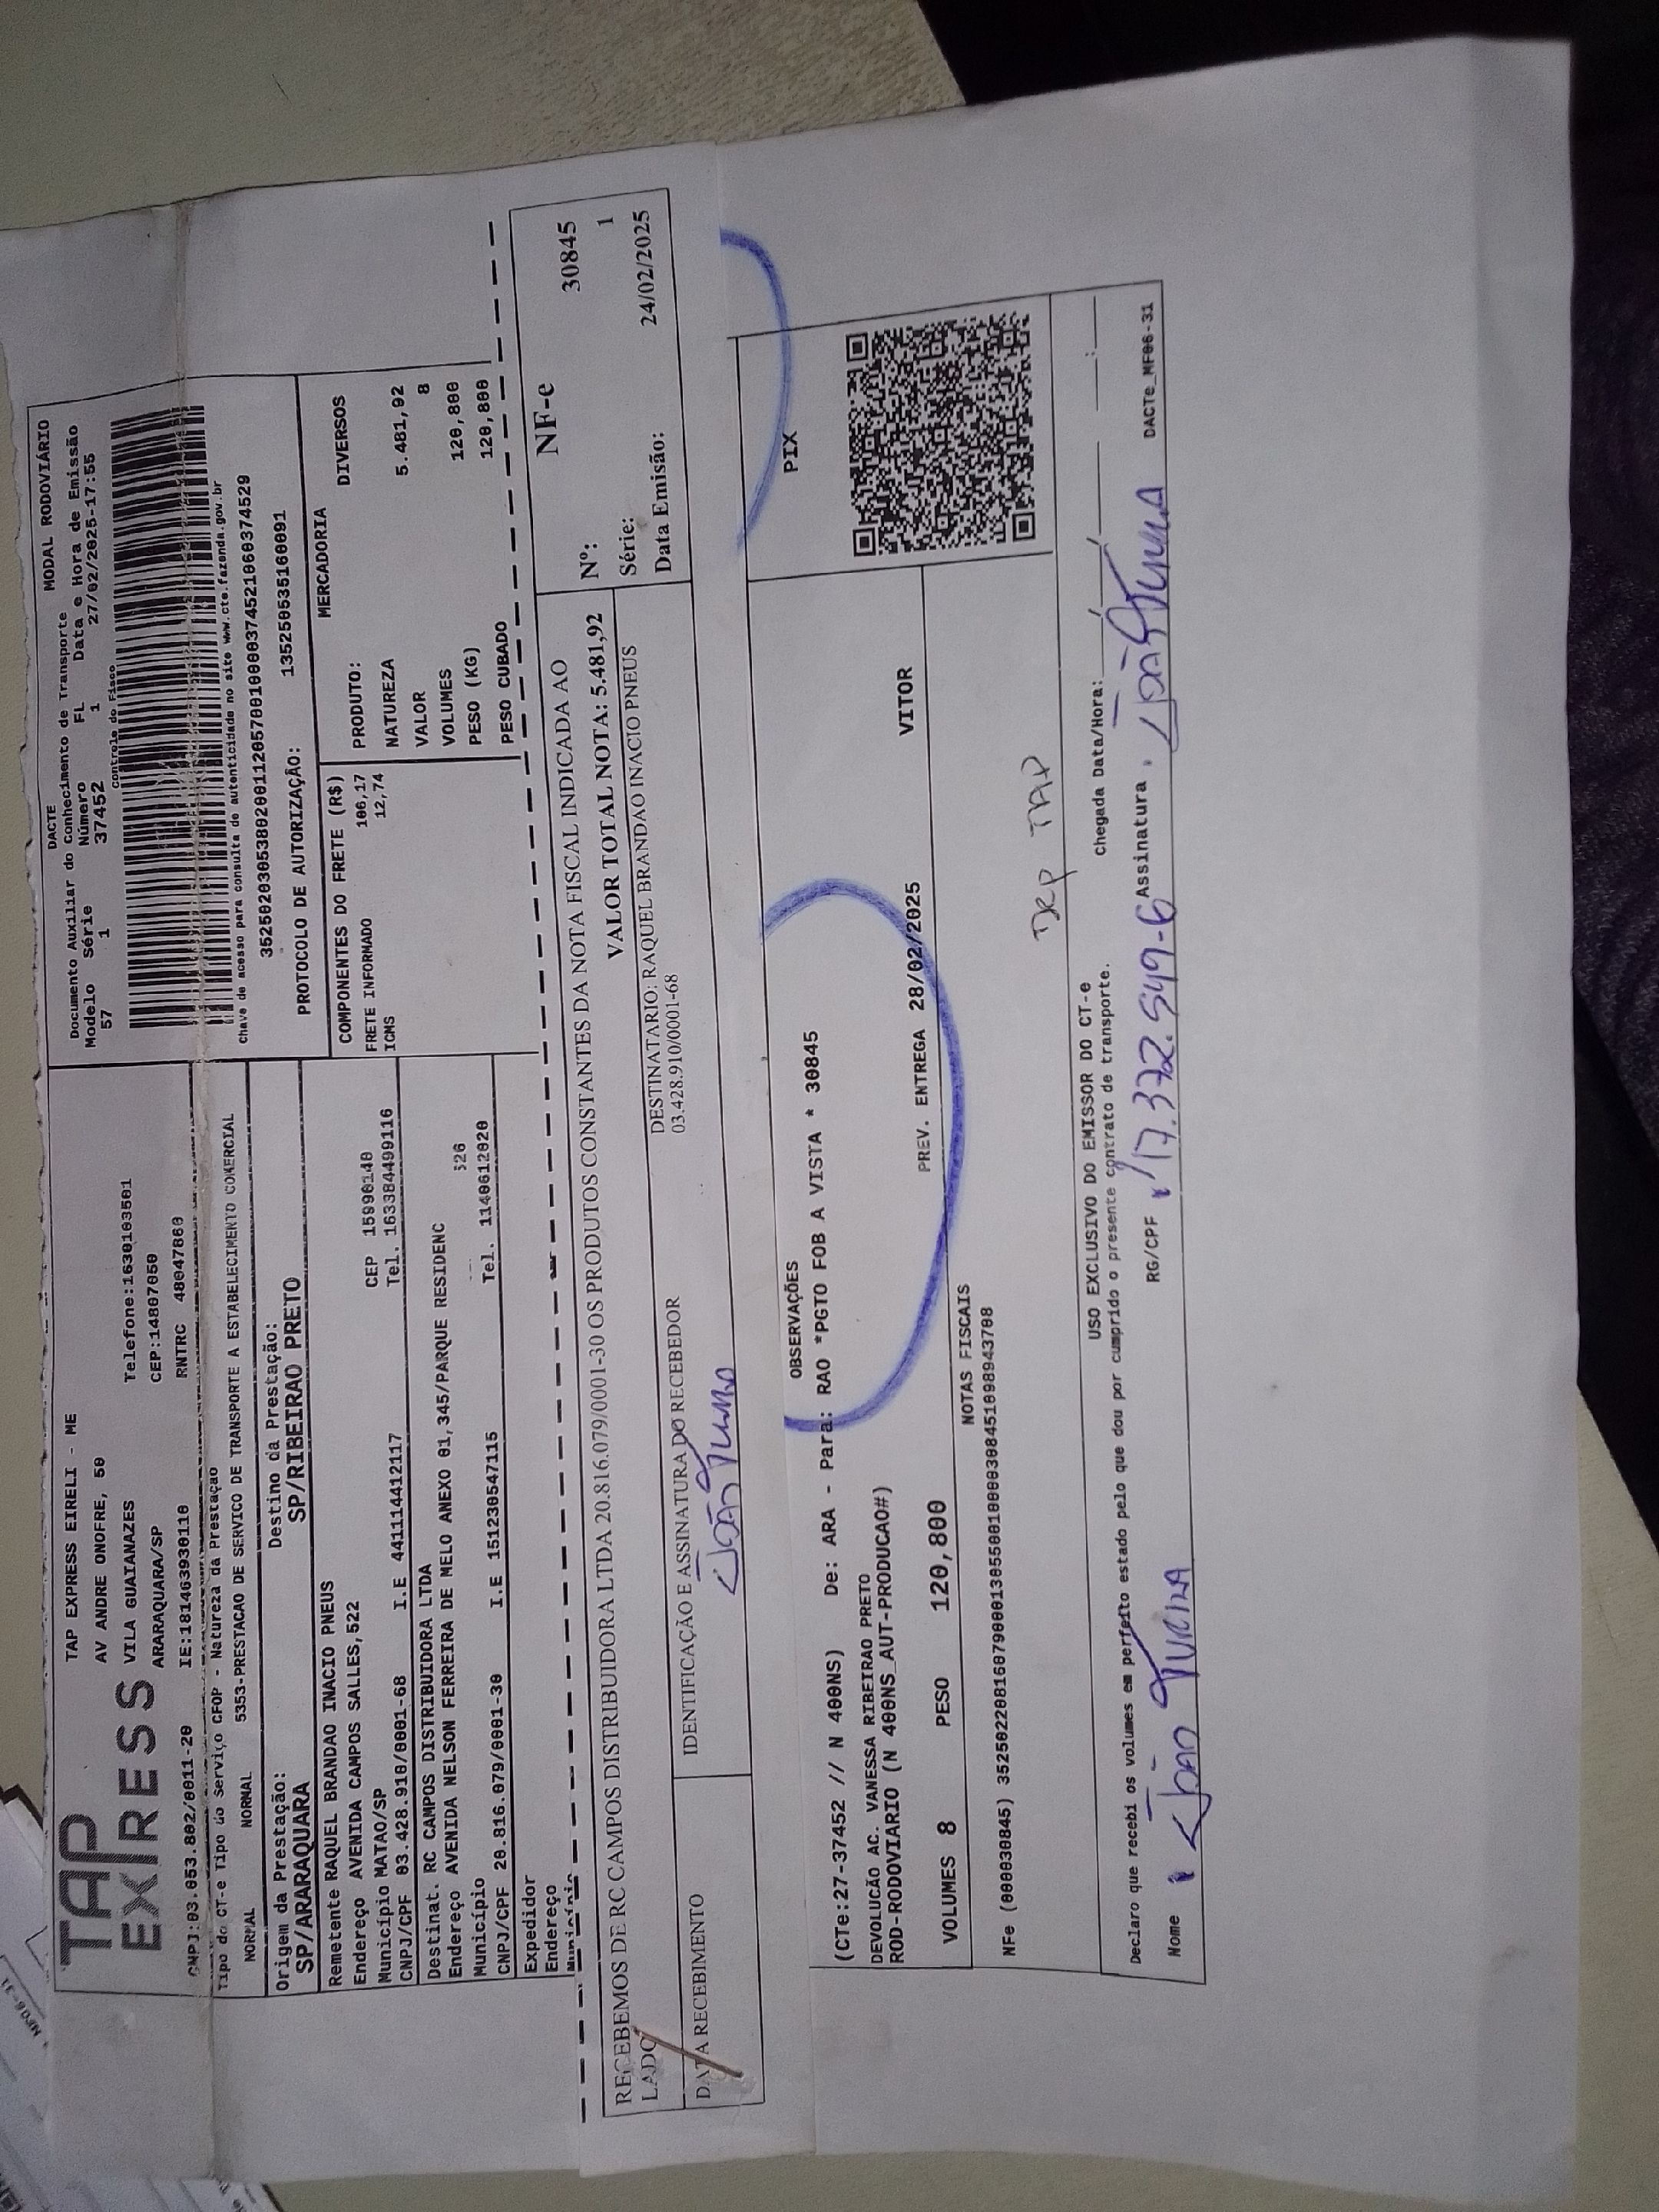 TAP
EXPRESS
TAP EXPRESS EIRELI - ME
AV ANDRE ONOFRE, 50
VILA GUAIANAZES Telefone:1630103501
ARARAQUARA/SP CEP:14807050
CNPJ:03.053.802/0011-20 IE:181463930110 RNTRC 48047860
DACTE MODAL RODOVIÁRIO
Documento Auxiliar do Conhecimento de Transporte
Modelo Série Número FL Data e Hora de Emissão
57 1 37452 1 27/02/2025-17:55
controle do Fisco
Chave de acesso para consulta de autenticidade no site www.cte.fazenda.gov.br
PROTOCOLO DE AUTORIZAÇÃO: 135250535160091
Tipo do CT-e Tipo do Serviço CFOP - Natureza da Prestação
NORMAL NORMAL 5353-PRESTACAO DE SERVICO DE TRANSPORTE A ESTABELECIMENTO COMERCIAL
Origem da Prestação: Destino da Prestação:
SP/ARARAQUARA SP/RIBEIRAO PRETO
Remetente RAQUEL BRANDAO INACIO PNEUS
Endereço AVENIDA CAMPOS SALLES,522 CEP 15990140
Município MATAO/SP Tel. 1633844991 16
CNPJ/CPF 03.428.910/0001-68 I.E 441114412117
Destinat. RC CAMPOS DISTRIBUIDORA LTDA
Endereço AVENIDA NELSON FERREIRA DE MELO ANEXO 01,345/PARQUE RESIDENC
Município Tel. 1140612020
CNPJ/CPF 20.816.079/0001-30 I.E 151230547115
Expedidor
Endereço
COMPONENTES DO FRETE (R$)
FRETE INFORMADO 106,17
ICMS 12,74
MERCADORIA
PRODUTO: DIVERSOS
NATUREZA
VALOR 5.481,92
VOLUMES 8
PESO (KG) 120,800
PESO CUBADO 120,800
RECEBEMOS DE RC CAMPOS DISTRIBUIDORA LTDA 20.816.079/0001-30 OS PRODUTOS CONSTANTES DA NOTA FISCAL INDICADA AO
LADO VALOR TOTAL NOTA: 5.481,92
DESTINATARIO: RAQUEL BRANDAO INACIO PNEUS
03.428.910/0001-68
DATA RECEBIMENTO IDENTIFICAÇÃO E ASSINATURA DO RECEBEDOR
NF-e
Nº: 30845
Série: 1
Data Emisão: 24/02/2025
OBSERVAÇÕES
(CTe:27-37452 // N 400NS) De: ARA - Para: RAO *PGTO FOB A VISTA * 30845
DEVOLUCÃO AC. VANESSA RIBEIRAO PRETO
ROD-RODOVIARIO (N 400NS_AUT-PRODUCAO#)
VOLUMES 8 PESO 120,800 PREV. ENTREGA 28/02/2025 VITOR
PIX
NOTAS FISCAIS
DEP TAP
USO EXCLUSIVO DO EMISSOR DO CT-e
Declaro que recebi os volumes em perfeito estado pelo que dou por cumprido o presente contrato de transporte. Chegada Data/Hora: ___/___/___ ___:___
Nome João RG/CPF 17.372.549-6 Assinatura João
DACTe_MF06-31